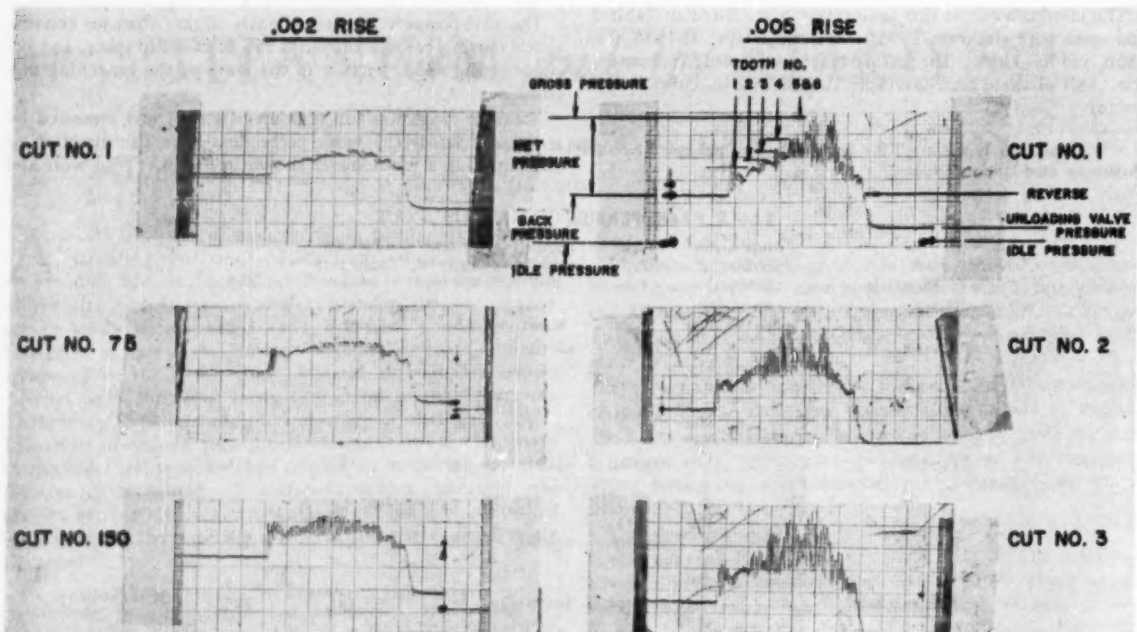 .002 RISE
.005 RISE
TOOTH NO.
1 2 3 4 5&6
GROSS PRESSURE
CUT NO. 1
NET
PRESSURE
CUT NO. 1
REVERSE
BACK
PRESSURE
UNLOADING VALVE
PRESSURE
IDLE PRESSURE
IDLE PRESSURE
CUT NO. 75
CUT NO. 2
CUT NO. 150
CUT NO. 3